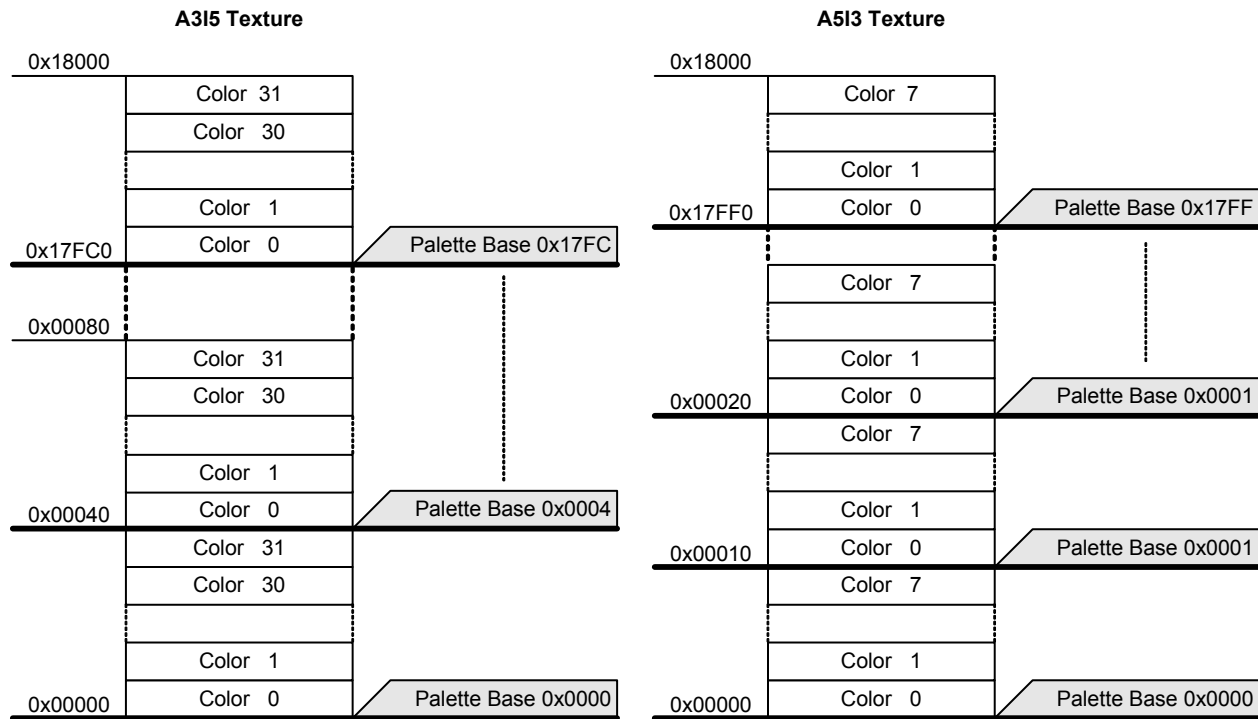 A3I5 Texture
0x18000
Color 31
Color 30
Color 1
Color 0
0x17FC0
Palette Base 0x17FC
0x00080
Color 31
Color 30
Color 1
Color 0
0x00040
Palette Base 0x0004
Color 31
Color 30
Color 1
Color 0
0x00000
Palette Base 0x0000
A5I3 Texture
0x18000
Color 7
Color 1
Color 0
0x17FF0
Palette Base 0x17FF
Color 7
Color 1
Color 0
0x00020
Palette Base 0x0001
Color 7
Color 1
Color 0
0x00010
Palette Base 0x0001
Color 7
Color 1
Color 0
0x00000
Palette Base 0x0000